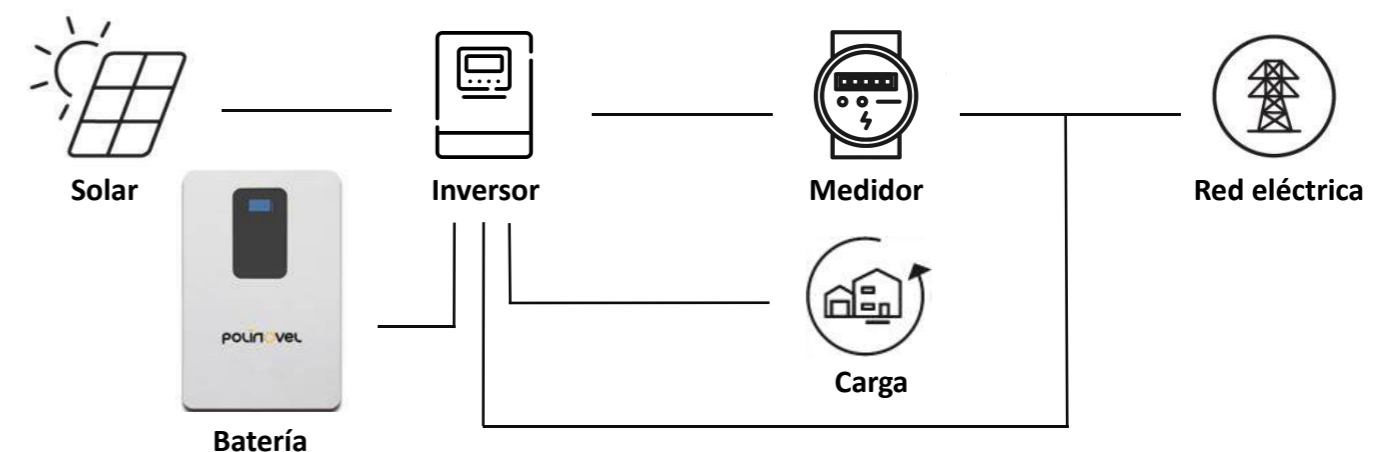 Solar
Inversor
Medidor
Red eléctrica
POLINOVEL
Carga
Batería